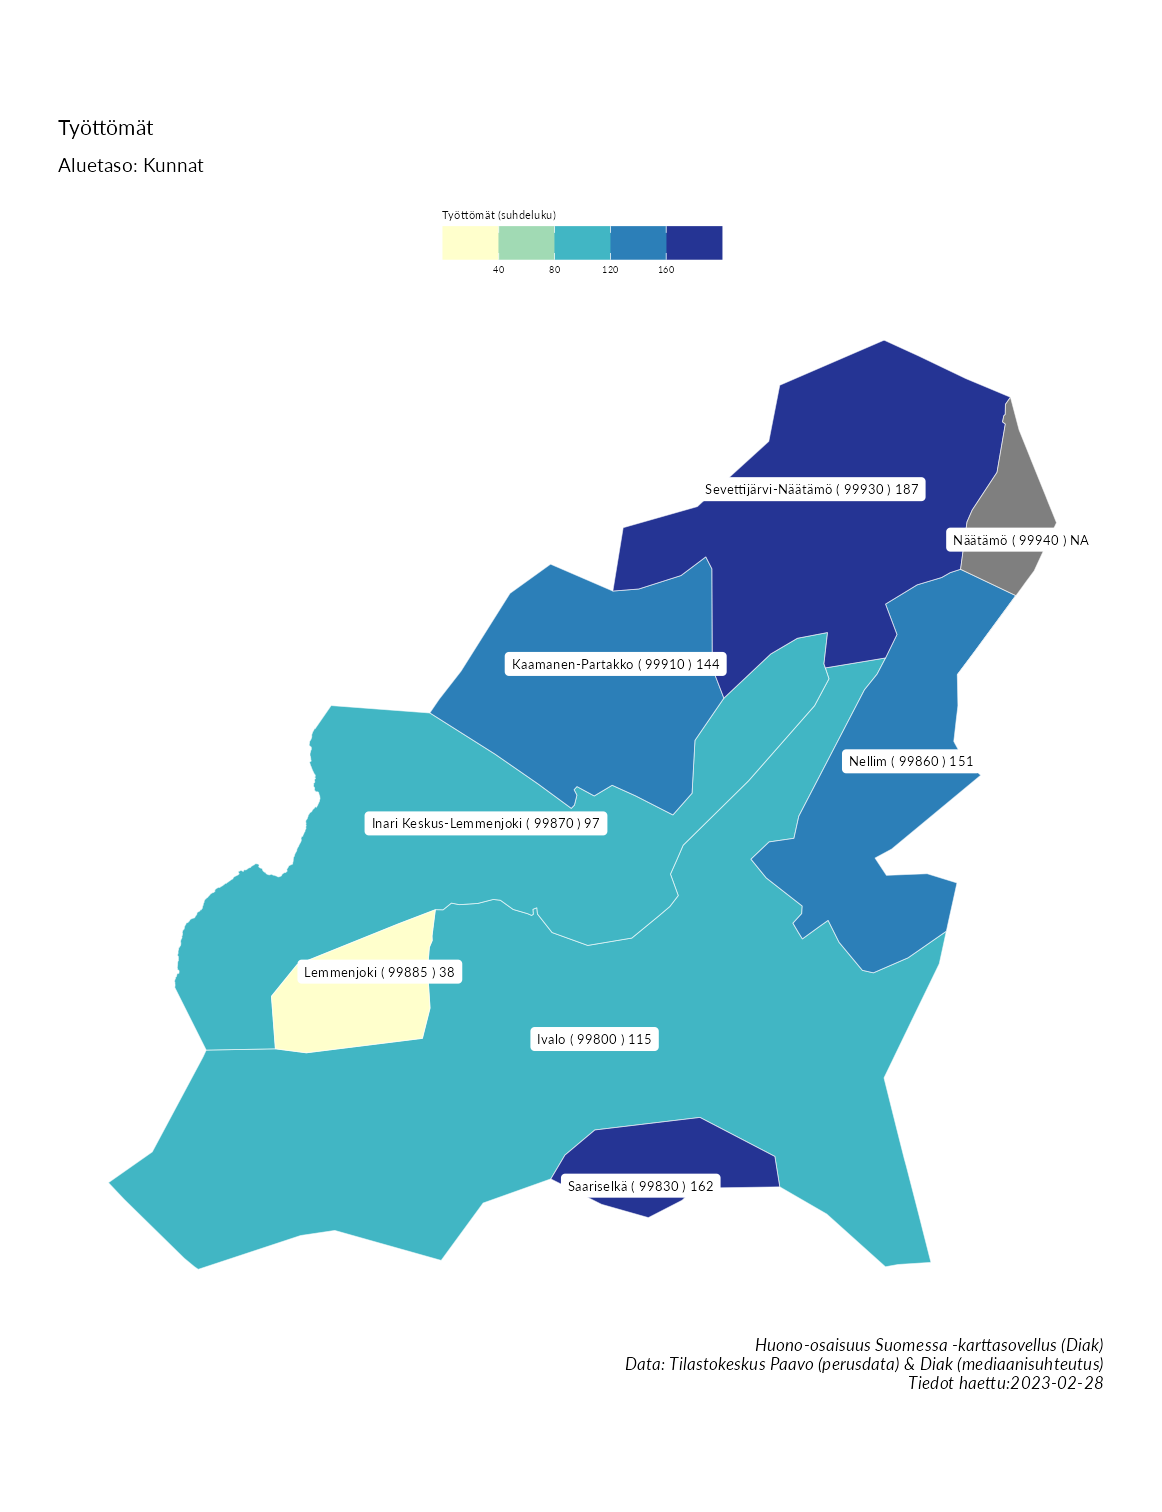 Työttömät
Aluetaso: Kunnat
Työttömät (suhdeluku)
40 80 120 160
Sevettijärvi-Näätämö ( 99930 ) 187
Näätämö ( 99940 ) NA
Kaamanen-Partakko ( 99910 ) 144
Nellim ( 99860 ) 151
Inari Keskus-Lemmenjoki ( 99870 ) 97
Lemmenjoki ( 99885 ) 38
Ivalo ( 99800 ) 115
Saariselkä ( 99830 ) 162
Huono-osaisuus Suomessa -karttasovellus (Diak)
Data: Tilastokeskus Paavo (perusdata) & Diak (mediaanisuhteutus)
Tiedot haettu:2023-02-28